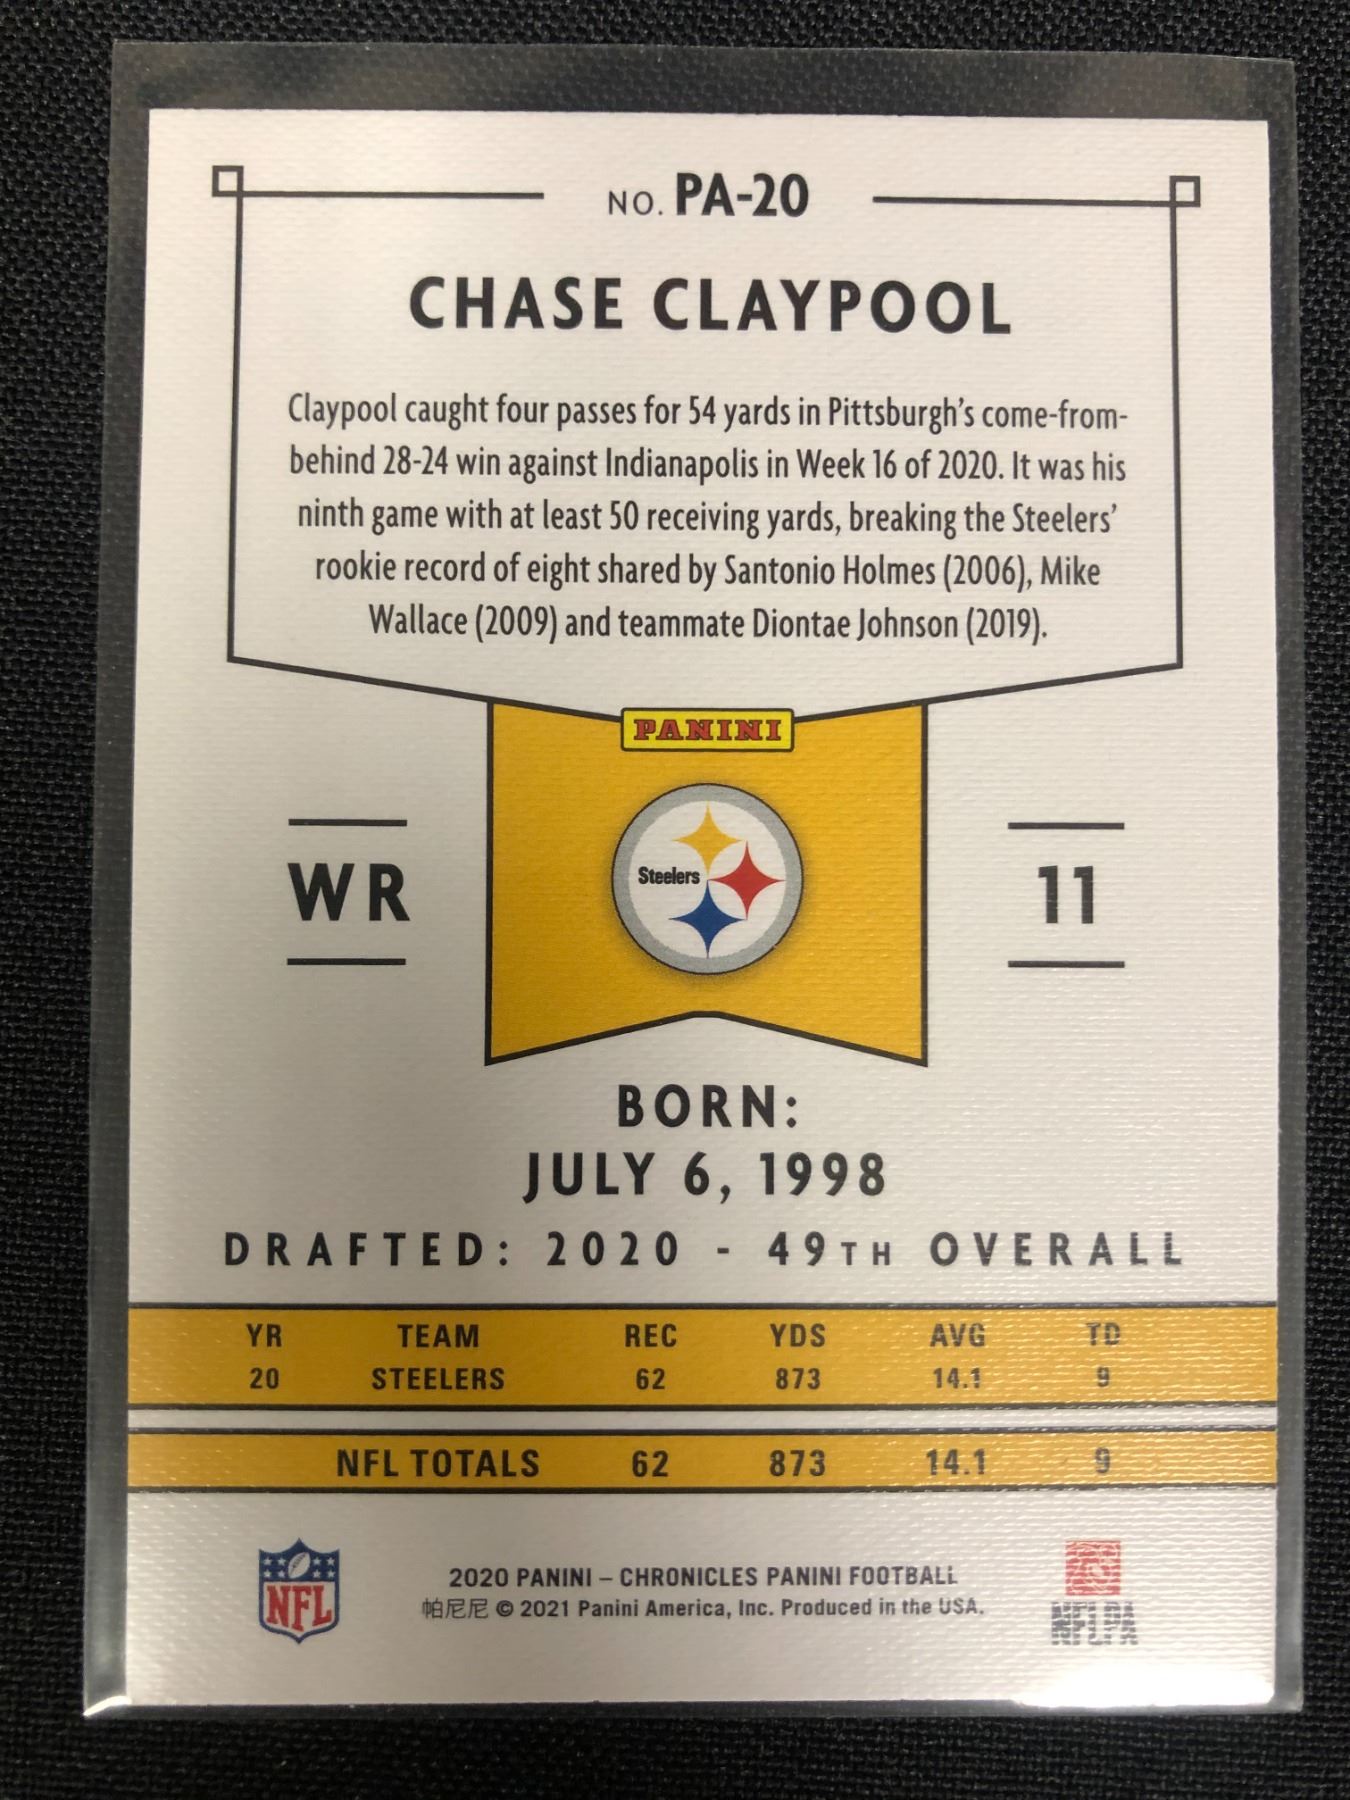 NO. PA-20
CHASE CLAYPOOL
Claypool caught four passes for 54 yards in Pittsburgh's come-from-
behind 28-24 win against Indianapolis in Week 16 of 2020. It was his
ninth game with at least 50 receiving yards, breaking the Steelers'
rookie record of eight shared by Santonio Holmes (2006), Mike
Wallace (2009) and teammate Diontae Johnson (2019).
PANINI
Steelers
WR
11
BORN:
JULY 6, 1998
DRAFTED: 2020 - 49TH OVERALL
YR TEAM REC YDS AVG TD
20 STEELERS 62 873 14.1 9
NFL TOTALS 62 873 14.1 9
NFL
2020 PANINI – CHRONICLES PANINI FOOTBALL
帕尼尼 © 2021 Panini America, Inc. Produced in the USA.
NFLPA